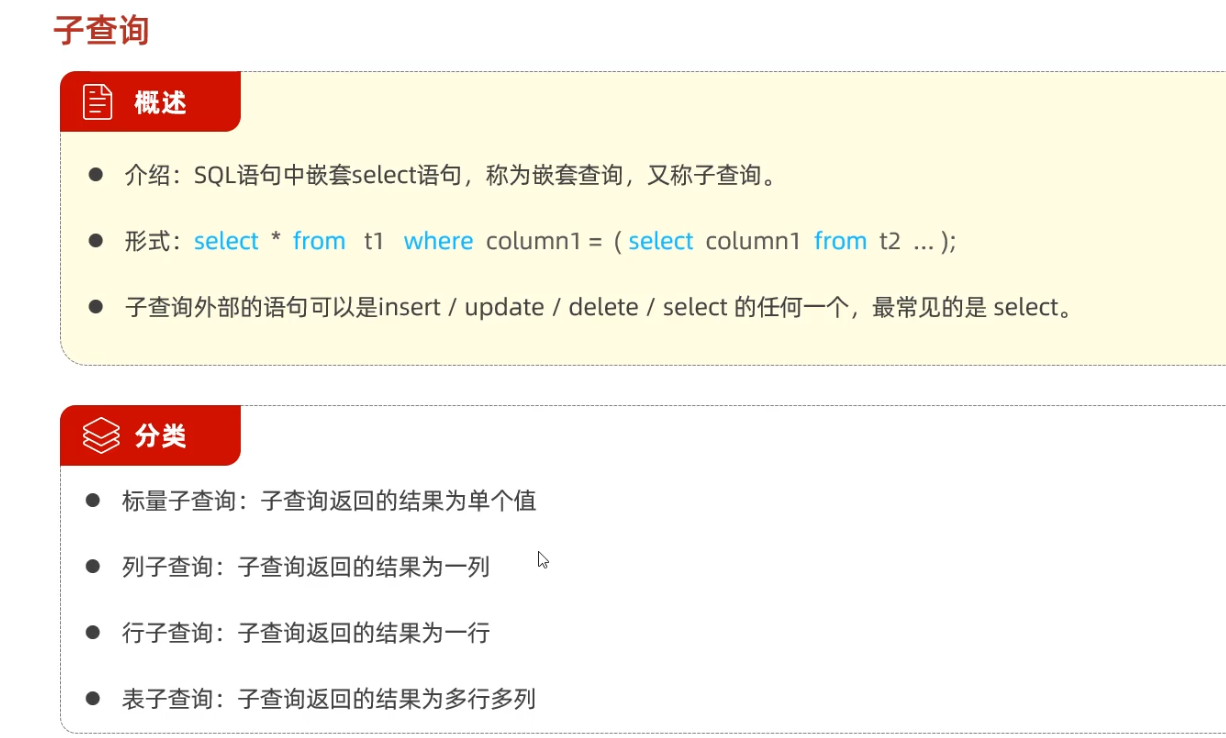 子查询
概述
介绍：SQL语句中嵌套select语句，称为嵌套查询，又称子查询。
形式：select * from t1 where column1 = ( select column1 from t2 ... );
子查询外部的语句可以是insert / update / delete / select 的任何一个，最常见的是 select。
分类
标量子查询：子查询返回的结果为单个值
列子查询：子查询返回的结果为一列
行子查询：子查询返回的结果为一行
表子查询：子查询返回的结果为多行多列